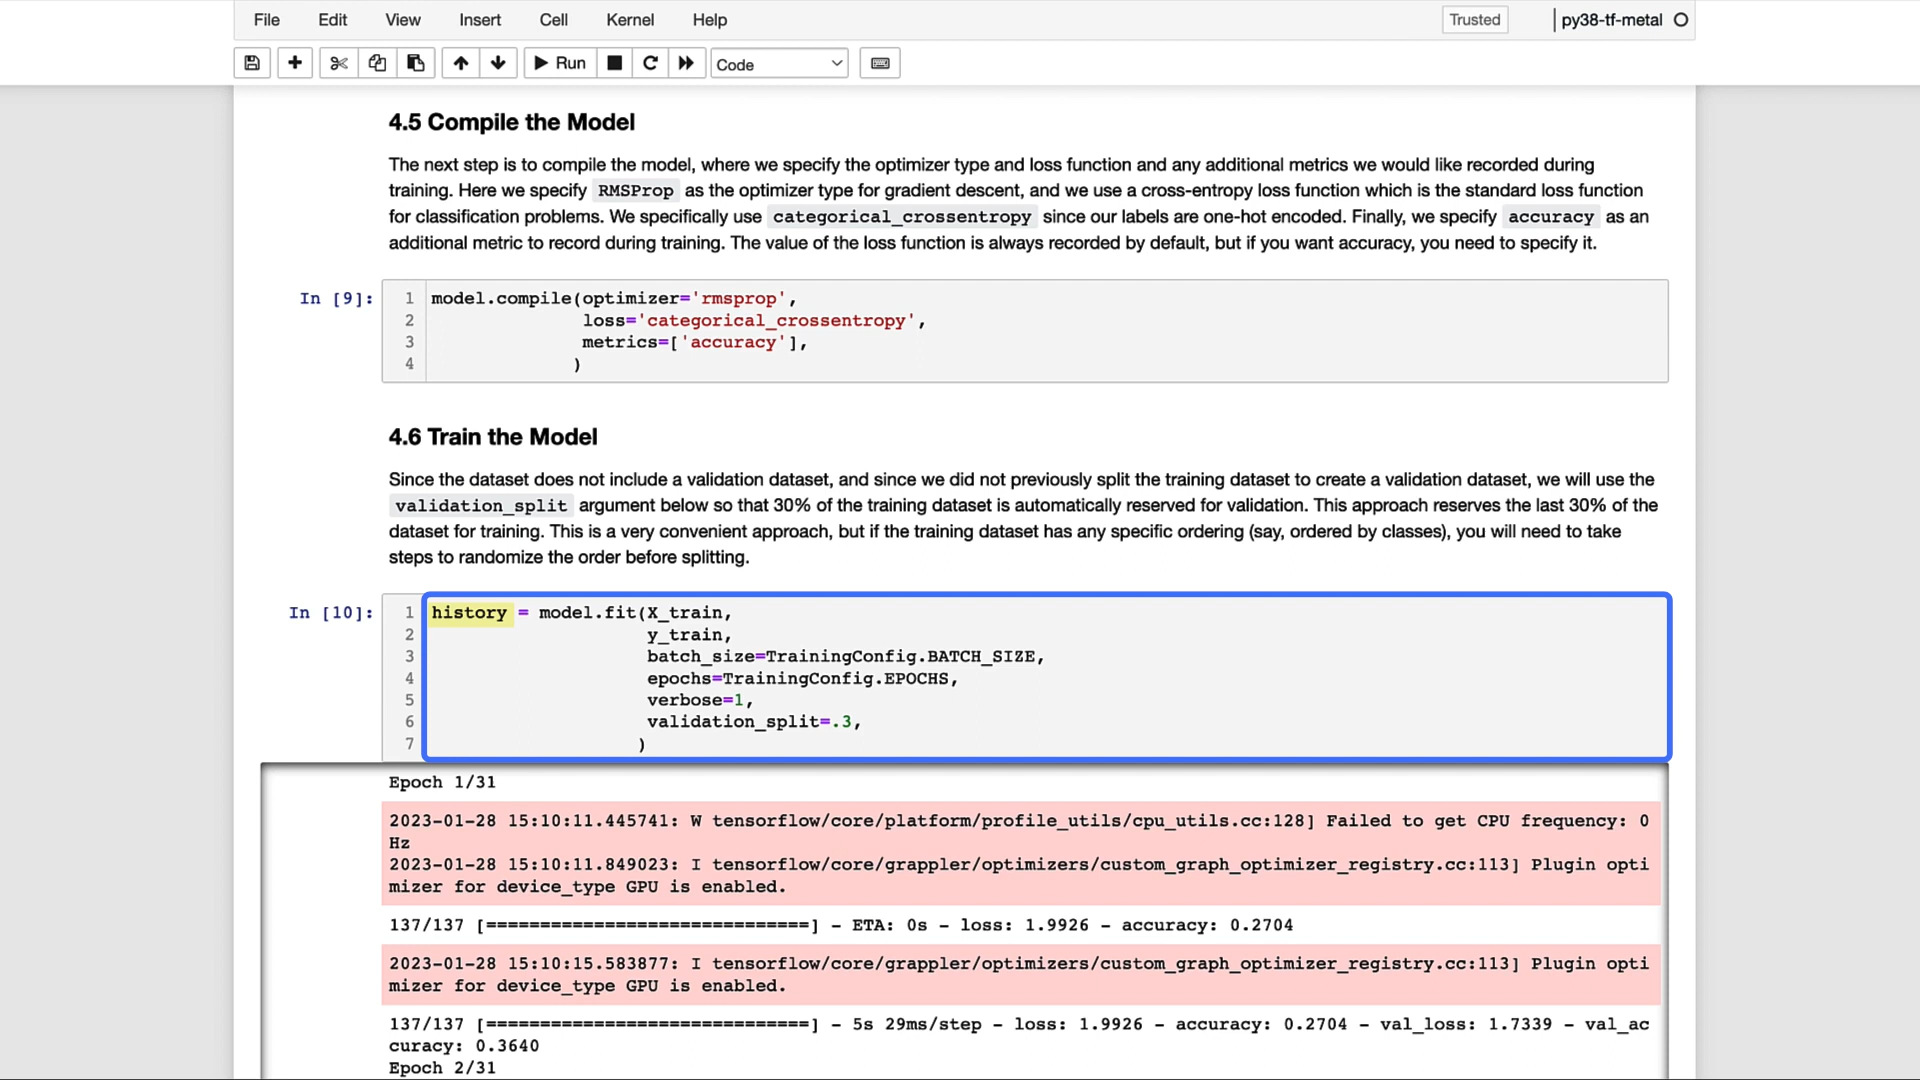 File Edit View Insert Cell Kernel Help Trusted py38-tf-metal
Run Code
4.5 Compile the Model
The next step is to compile the model, where we specify the optimizer type and loss function and any additional metrics we would like recorded during
training. Here we specify RMSProp as the optimizer type for gradient descent, and we use a cross-entropy loss function which is the standard loss function
for classification problems. We specifically use categorical_crossentropy since our labels are one-hot encoded. Finally, we specify accuracy as an
additional metric to record during training. The value of the loss function is always recorded by default, but if you want accuracy, you need to specify it.
In [9]: 1 model.compile(optimizer='rmsprop',
2 loss='categorical_crossentropy',
3 metrics=['accuracy'],
4 )
4.6 Train the Model
Since the dataset does not include a validation dataset, and since we did not previously split the training dataset to create a validation dataset, we will use the
validation_split argument below so that 30% of the training dataset is automatically reserved for validation. This approach reserves the last 30% of the
dataset for training. This is a very convenient approach, but if the training dataset has any specific ordering (say, ordered by classes), you will need to take
steps to randomize the order before splitting.
In [10]: 1 history = model.fit(X_train,
2 y_train,
3 batch_size=TrainingConfig.BATCH_SIZE,
4 epochs=TrainingConfig.EPOCHS,
5 verbose=1,
6 validation_split=.3,
7 )
Epoch 1/31
2023-01-28 15:10:11.445741: W tensorflow/core/platform/profile_utils/cpu_utils.cc:128] Failed to get CPU frequency: 0
Hz
2023-01-28 15:10:11.849023: I tensorflow/core/grappler/optimizers/custom_graph_optimizer_registry.cc:113] Plugin opti
mizer for device_type GPU is enabled.
137/137 [==============================] - ETA: 0s - loss: 1.9926 - accuracy: 0.2704
2023-01-28 15:10:15.583877: I tensorflow/core/grappler/optimizers/custom_graph_optimizer_registry.cc:113] Plugin opti
mizer for device_type GPU is enabled.
137/137 [==============================] - 5s 29ms/step - loss: 1.9926 - accuracy: 0.2704 - val_loss: 1.7339 - val_ac
curacy: 0.3640
Epoch 2/31